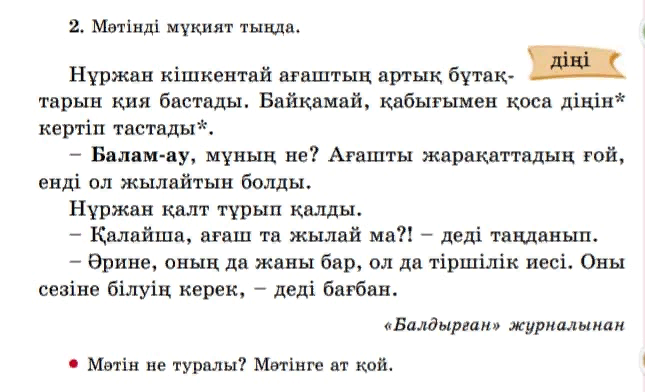 2. Мәтінді мұқият тыңда.
діңі
Нұржан кішкентай ағаштың артық бұтақ-
тарын қия бастады. Байқамай, қабығымен қоса діңін*
кертіп тастады*.
– Балам-ау, мұның не? Ағашты жарақаттадың ғой,
енді ол жылайтын болды.
Нұржан қалт тұрып қалды.
– Қалайша, ағаш та жылай ма?! – деді таңданып.
– Әрине, оның да жаны бар, ол да тіршілік иесі. Оны
сезіне білуің керек, – деді бағбан.
«Балдырған» журналынан
• Мәтін не туралы? Мәтінге ат қой.